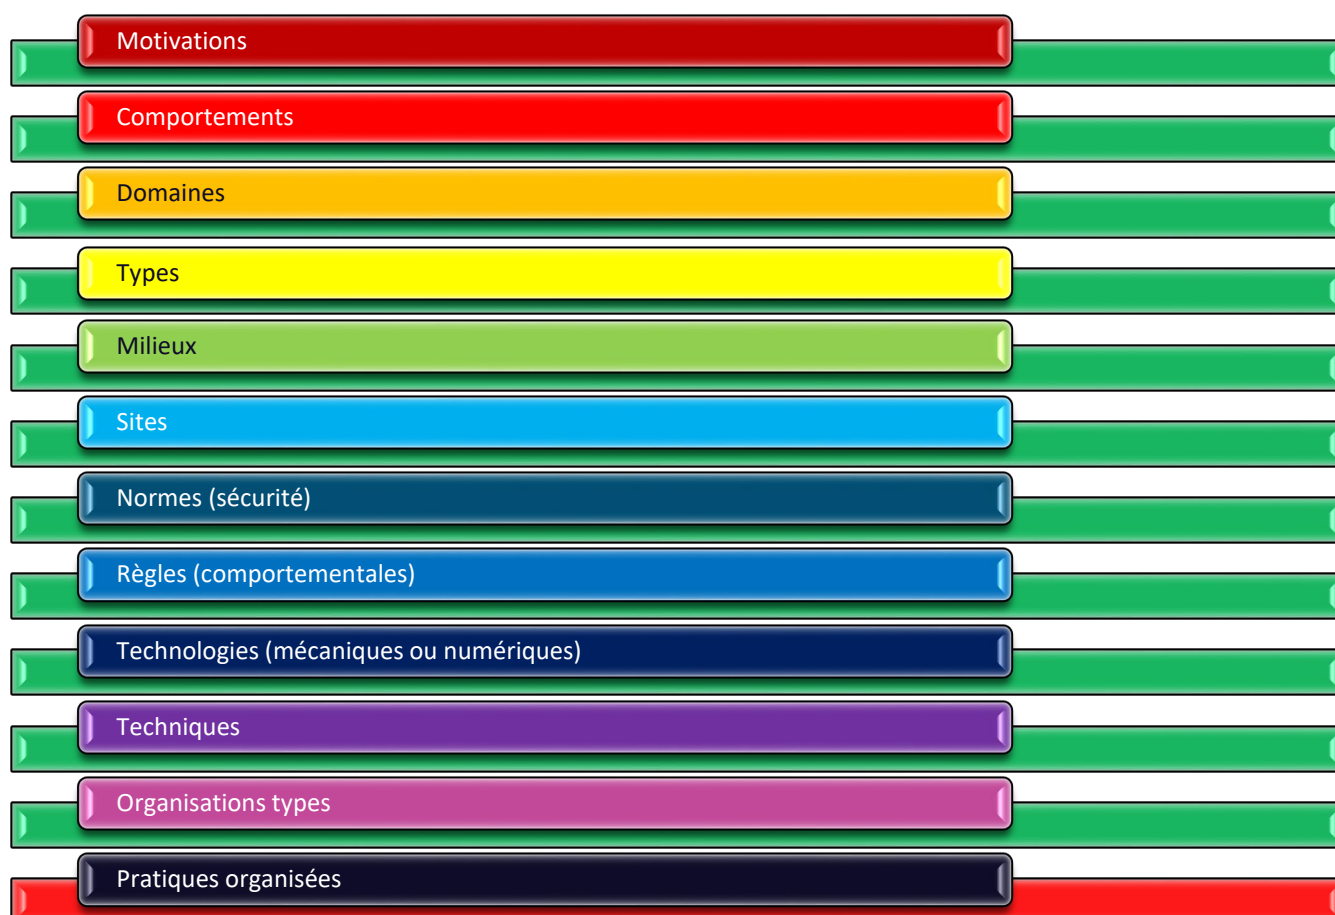 Motivations
Comportements
Domaines
Types
Milieux
Sites
Normes (sécurité)
Règles (comportementales)
Technologies (mécaniques ou numériques)
Techniques
Organisations types
Pratiques organisées